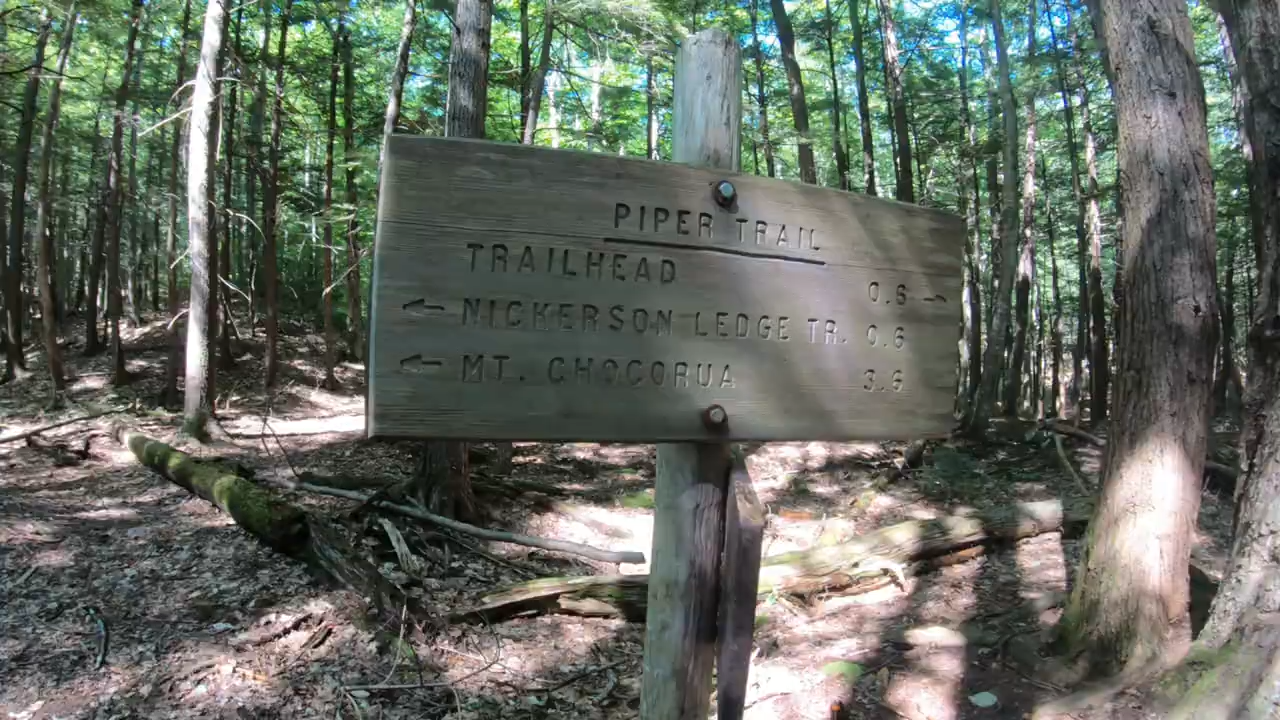 PIPER TRAIL
TRAILHEAD 0.6 →
← NICKERSON LEDGE TR. 0.6
← MT. CHOCORUA 3.6